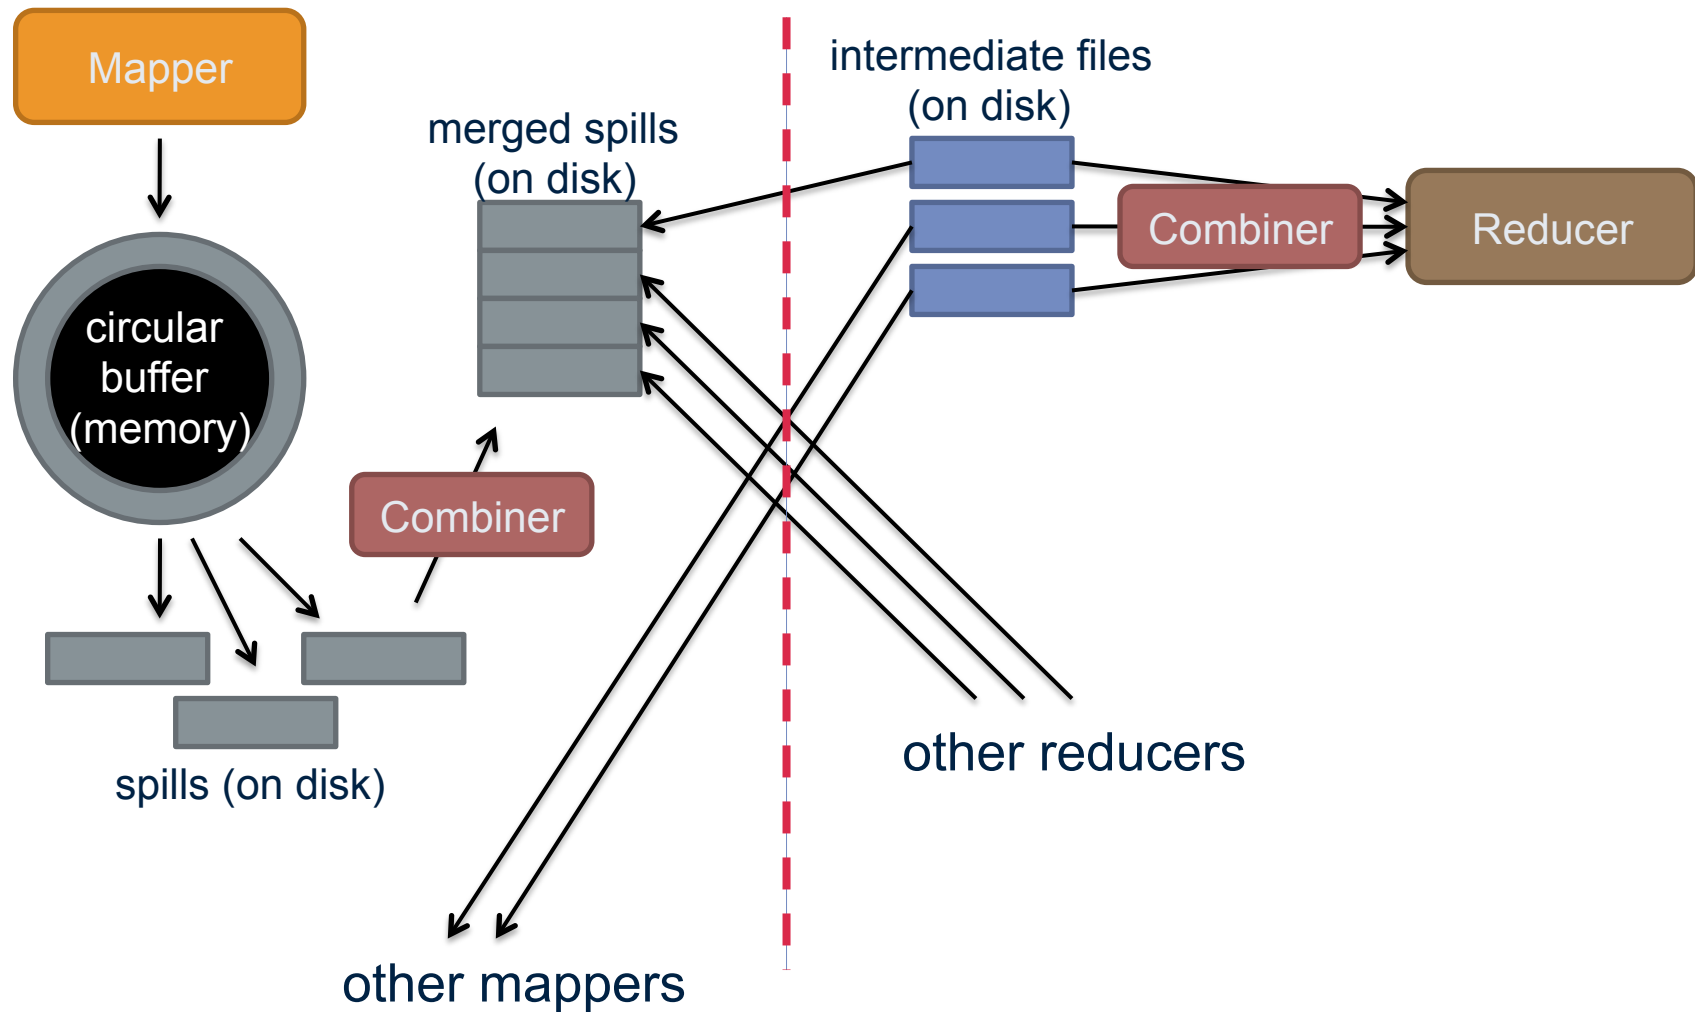 Mapper
circular
buffer
(memory)
spills (on disk)
Combiner
merged spills
(on disk)
intermediate files
(on disk)
Combiner
Reducer
other reducers
other mappers